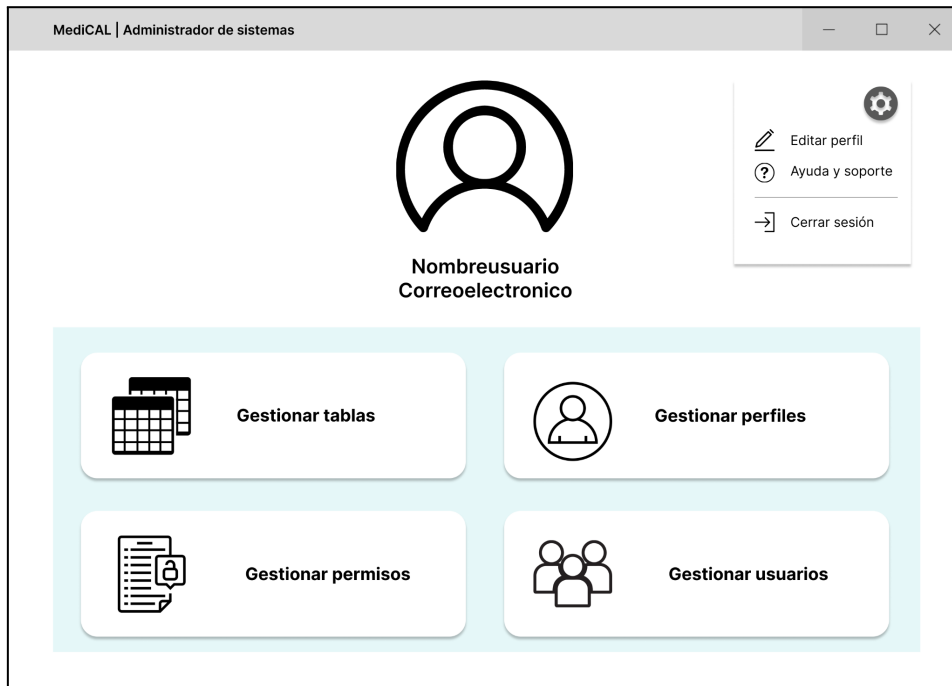 MediCAL | Administrador de sistemas
Editar perfil
Ayuda y soporte
Cerrar sesión
Nombreusuario
Correoelectronico
Gestionar tablas
Gestionar perfiles
Gestionar permisos
Gestionar usuarios